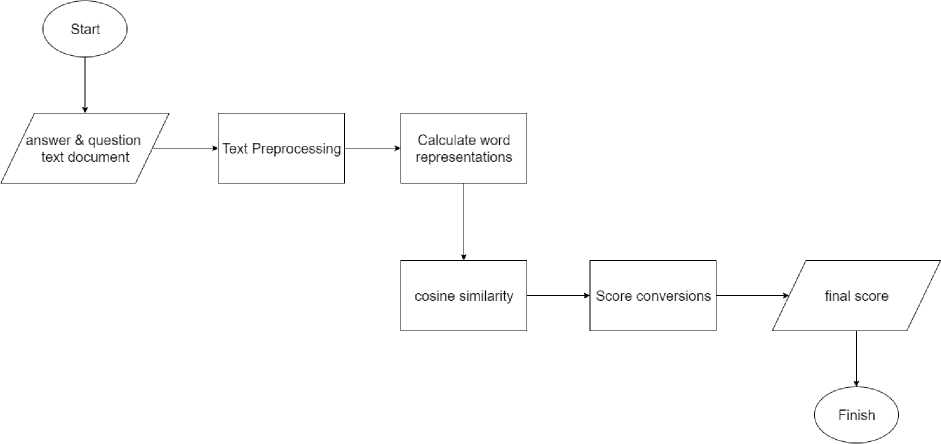 Start
answer & question
text document
Text Preprocessing
Calculate word
representations
cosine similarity
Score conversions
final score
Finish